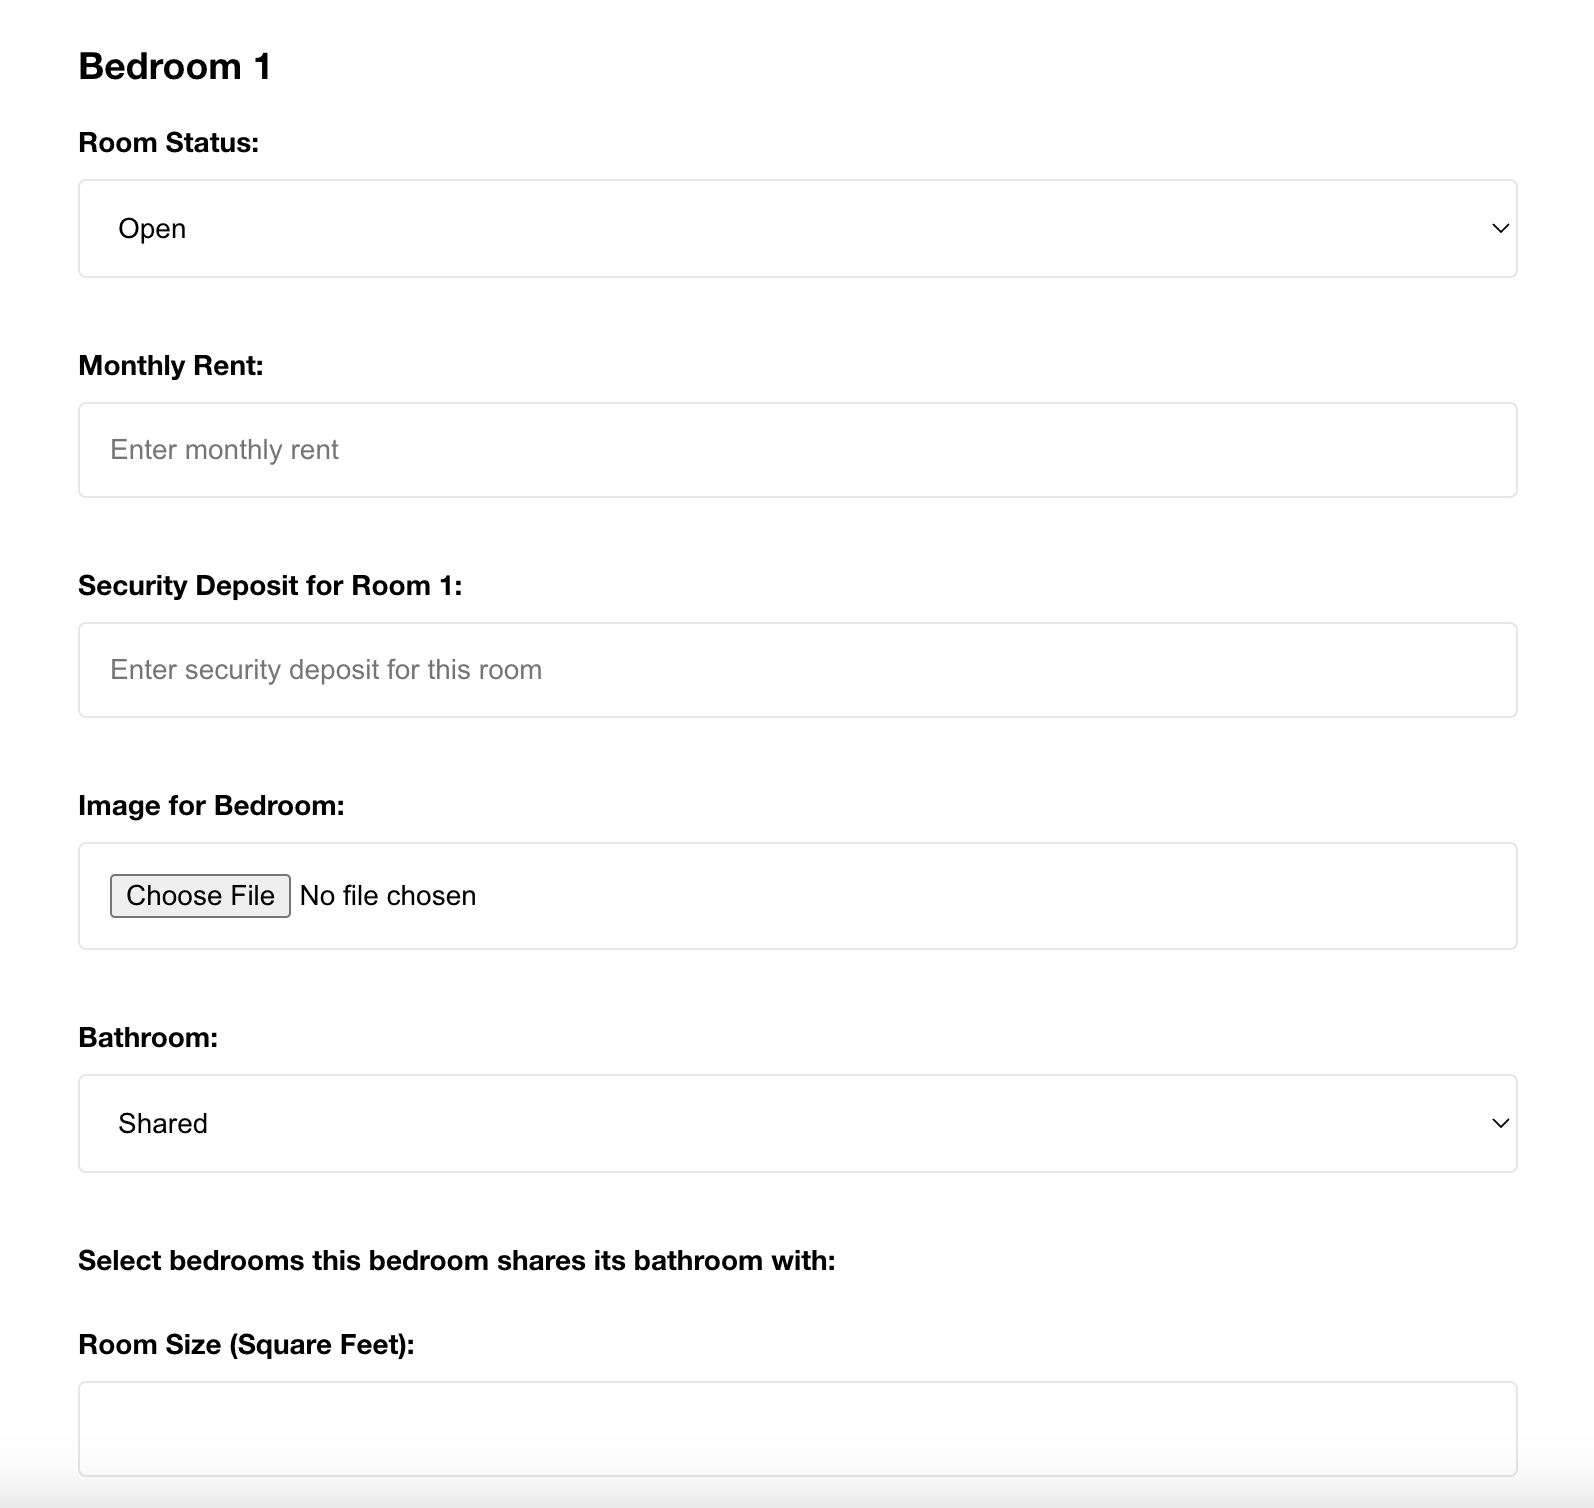 Bedroom 1
Room Status:
Open
Monthly Rent:
Enter monthly rent
Security Deposit for Room 1:
Enter security deposit for this room
Image for Bedroom:
Choose File No file chosen
Bathroom:
Shared
Select bedrooms this bedroom shares its bathroom with:
Room Size (Square Feet):